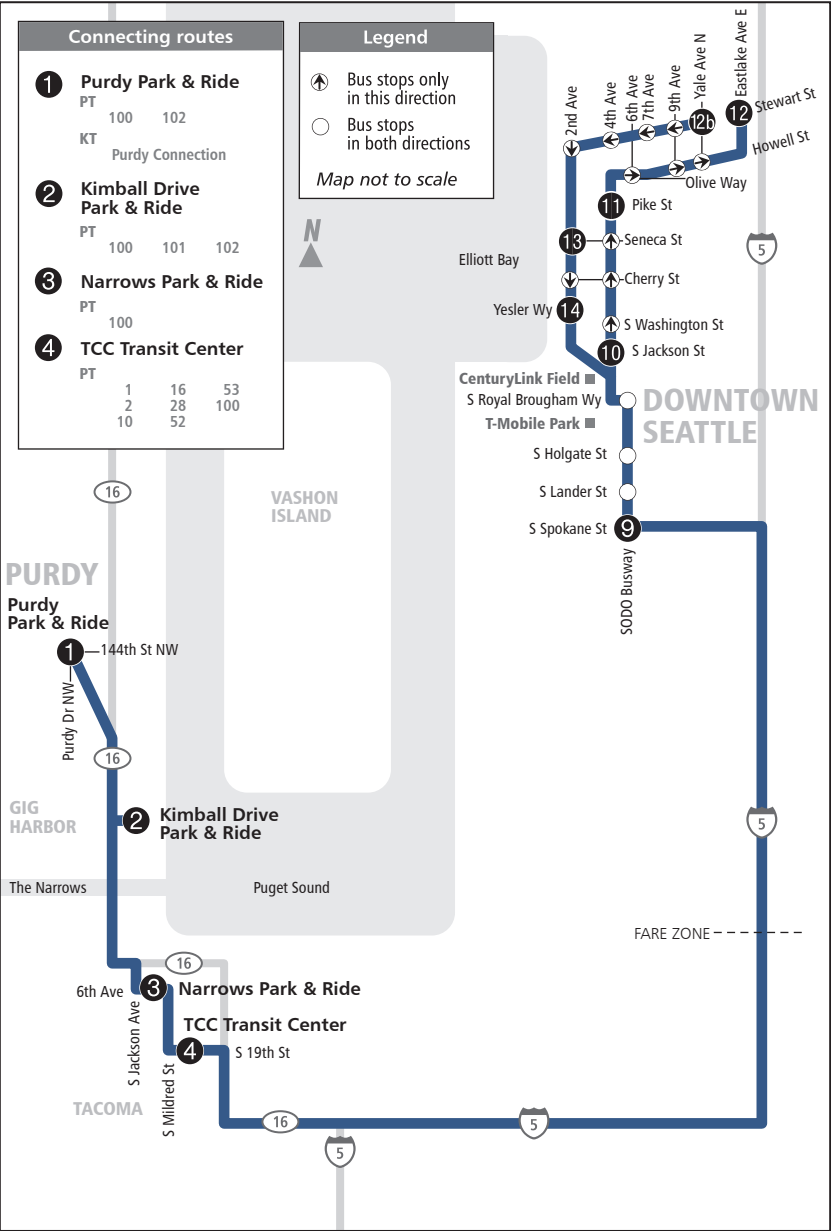 Connecting routes
1 Purdy Park & Ride
PT
100 102
KT
Purdy Connection
2 Kimball Drive
Park & Ride
PT
100 101 102
3 Narrows Park & Ride
PT
100
4 TCC Transit Center
PT
1 16 53
2 28 100
10 52
Legend
Bus stops only
in this direction
Bus stops
in both directions
Map not to scale
N
2nd Ave
4th Ave
6th Ave
7th Ave
9th Ave
Yale Ave N
Eastlake Ave E
12b
12
Stewart St
Howell St
Olive Way
11 Pike St
13
Seneca St
5
Elliott Bay
Cherry St
Yesler Wy 14
S Washington St
10 S Jackson St
CenturyLink Field
S Royal Brougham Wy
DOWNTOWN
SEATTLE
T-Mobile Park
S Holgate St
S Lander St
S Spokane St 9
SODO Busway
16
VASHON
ISLAND
PURDY
Purdy
Park & Ride
1 144th St NW
Purdy Dr NW
16
GIG
HARBOR
2 Kimball Drive
Park & Ride
5
The Narrows
Puget Sound
FARE ZONE
16
6th Ave
3 Narrows Park & Ride
S Jackson Ave
TCC Transit Center
4 S 19th St
S Mildred St
TACOMA
16
5
5